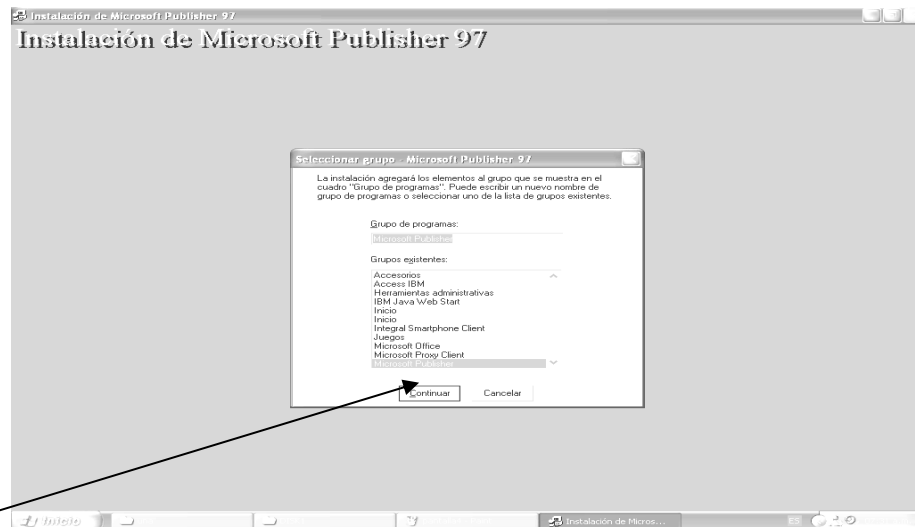 Instalación de Microsoft Publisher 97
Instalación de Microsoft Publisher 97
Seleccionar grupo - Microsoft Publisher 97
La instalación agregará los elementos al grupo que se muestra en el
cuadro "Grupo de programas". Puede escribir un nuevo nombre de
grupo de programas o seleccionar uno de la lista de grupos existentes.
Grupo de programas:
Microsoft Publisher
Grupos existentes:
Accesorios
Access IBM
Herramientas administrativas
IBM Java Web Start
Inicio
Inicio
Integral Smartphone Client
Juegos
Microsoft Office
Microsoft Proxy Client
Microsoft Publisher
Continuar
Cancelar
Inicio
Instalación de Micros...
ES